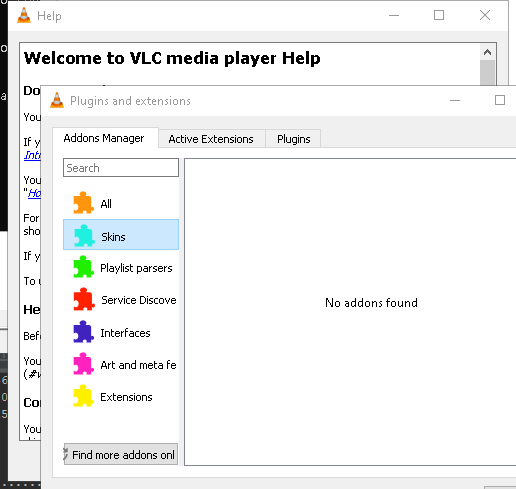 Help
Welcome to VLC media player Help
Plugins and extensions
Addons Manager
Active Extensions
Plugins
Search
All
Skins
Playlist parsers
Service Discove
Interfaces
Art and meta fe
Extensions
No addons found
Find more addons onl
Do
You
If y
Int
You
"Ho
For
sho
If y
To u
He
Befo
You
(#v
Cor
You